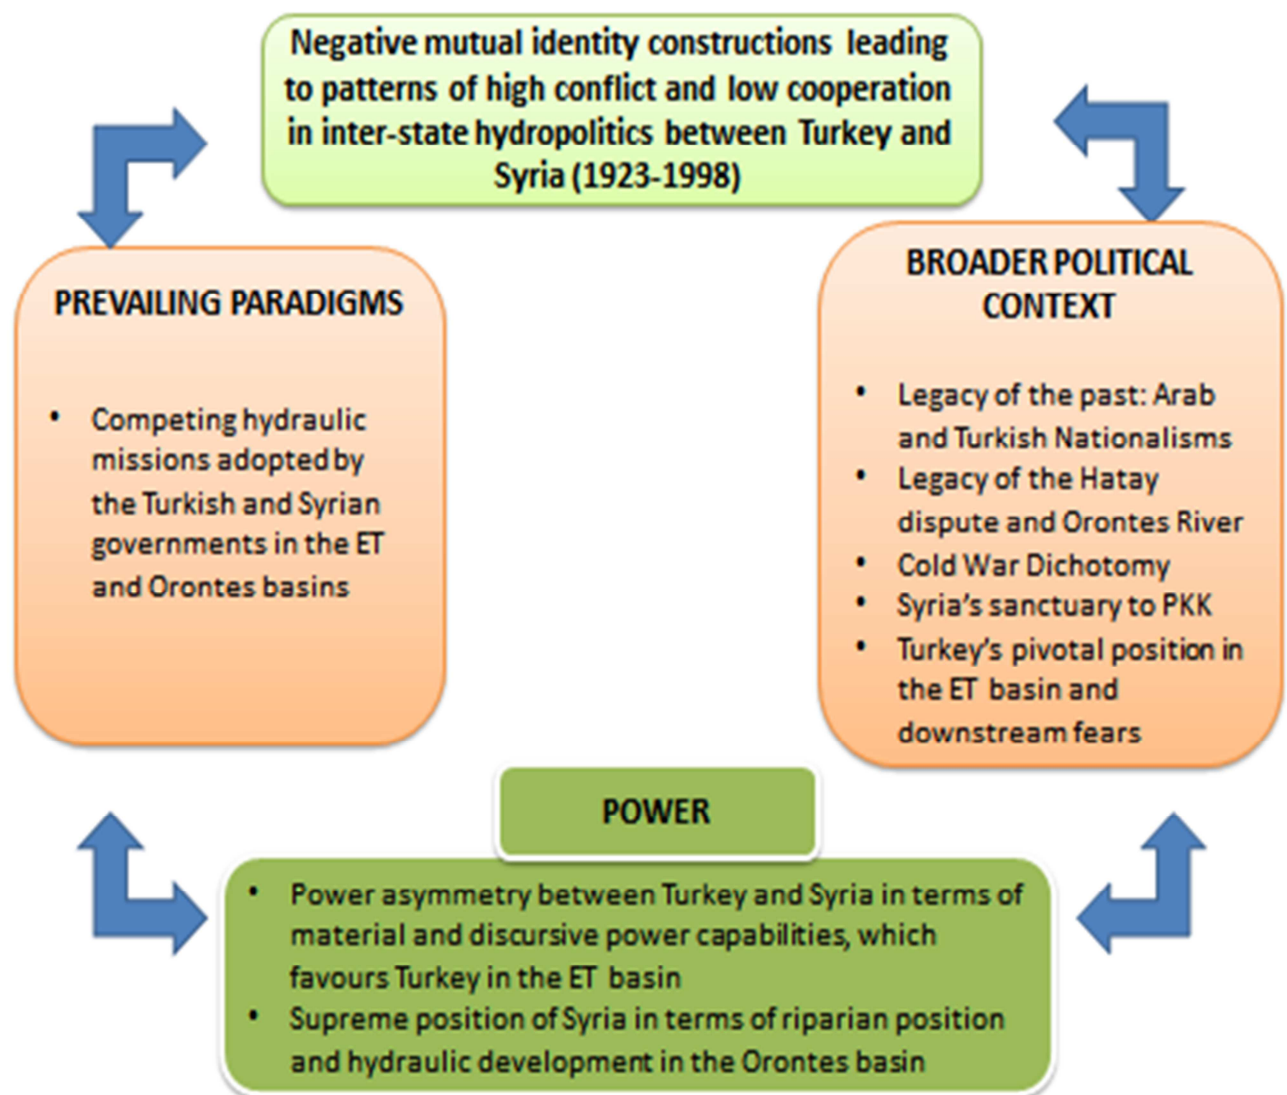 Negative mutual identity constructions leading
to patterns of high conflict and low cooperation
in inter-state hydropolitics between Turkey and
Syria (1923-1998)
PREVAILING PARADIGMS
• Competing hydraulic
missions adopted by
the Turkish and Syrian
governments in the ET
and Orontes basins
BROADER POLITICAL
CONTEXT
• Legacy of the past: Arab
and Turkish Nationalisms
• Legacy of the Hatay
dispute and Orontes River
• Cold War Dichotomy
• Syria's sanctuary to PKK
• Turkey's pivotal position in
the ET basin and
downstream fears
POWER
• Power asymmetry between Turkey and Syria in terms of
material and discursive power capabilities, which
favours Turkey in the ET basin
• Supreme position of Syria in terms of riparian position
and hydraulic development in the Orontes basin